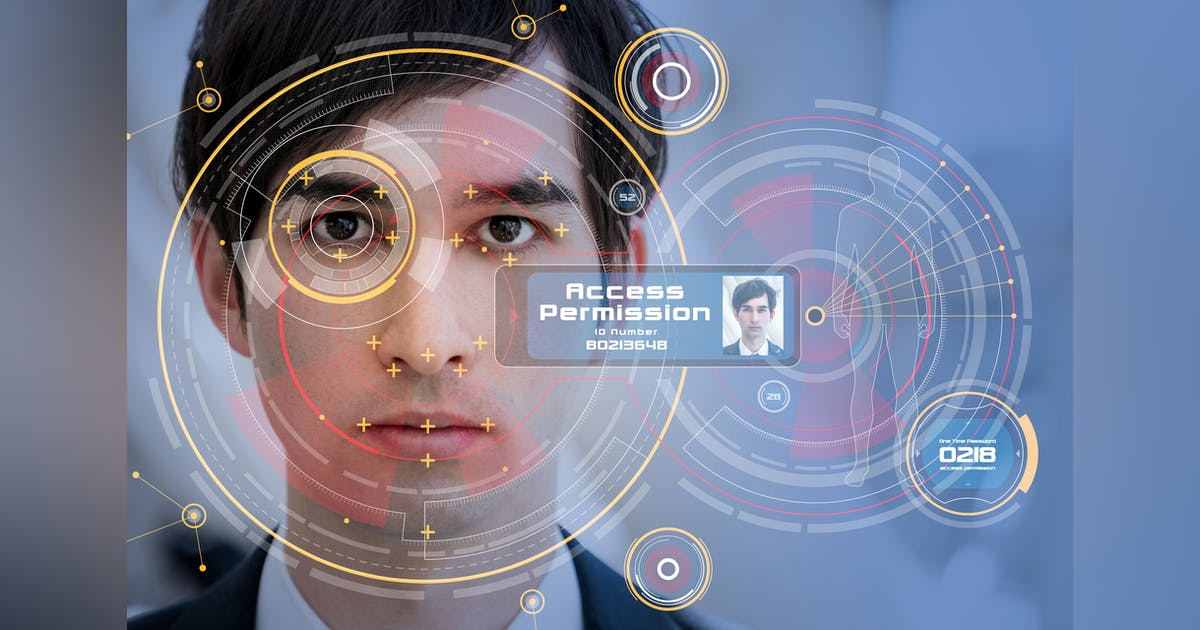 52
Access
Permission
ID Number
B0213648
28
One Time Password
0218
access permission